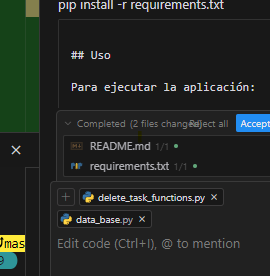 pip install -r requirements.txt
## Uso
Para ejecutar la aplicación:
Completed (2 files changed) Reject all Accept
README.md 1/1
requirements.txt 1/1
delete_task_functions.py ×
data_base.py ×
Edit code (Ctrl+I), @ to mention
mas
9